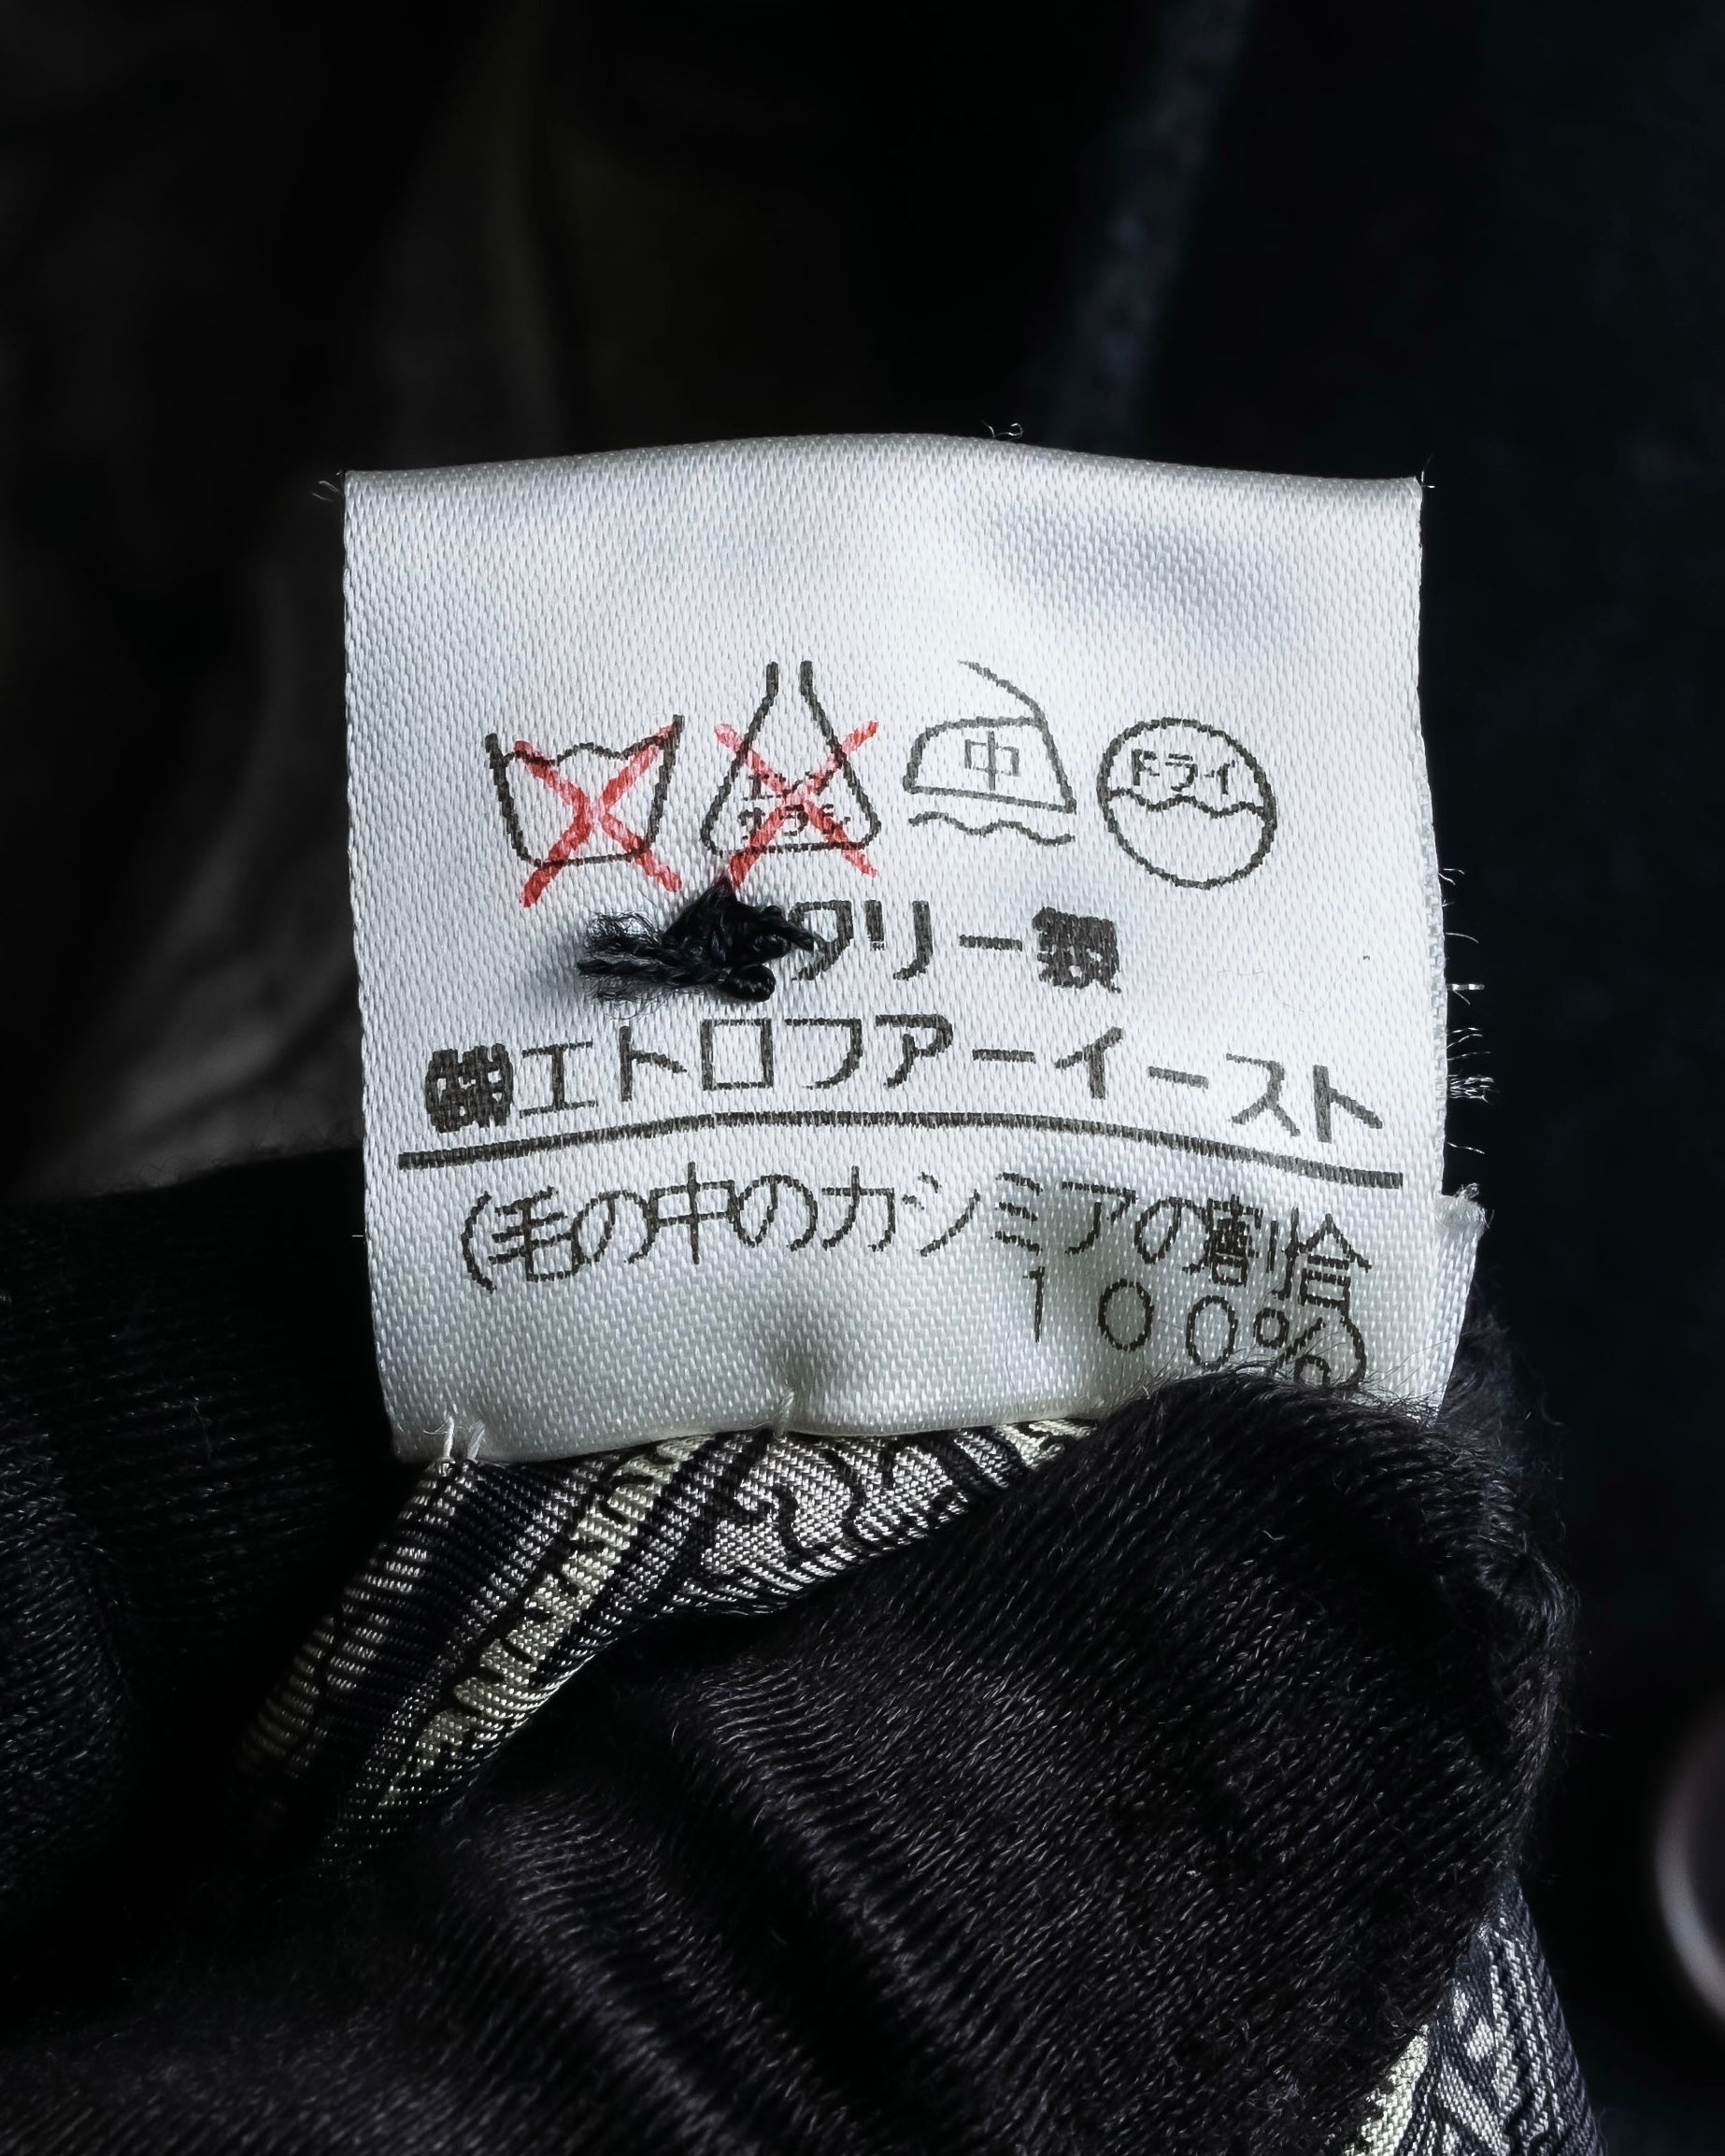 中 ドライ
タリー製
㈱エトロファーイースト
(毛の中のカシミアの割合
100%)